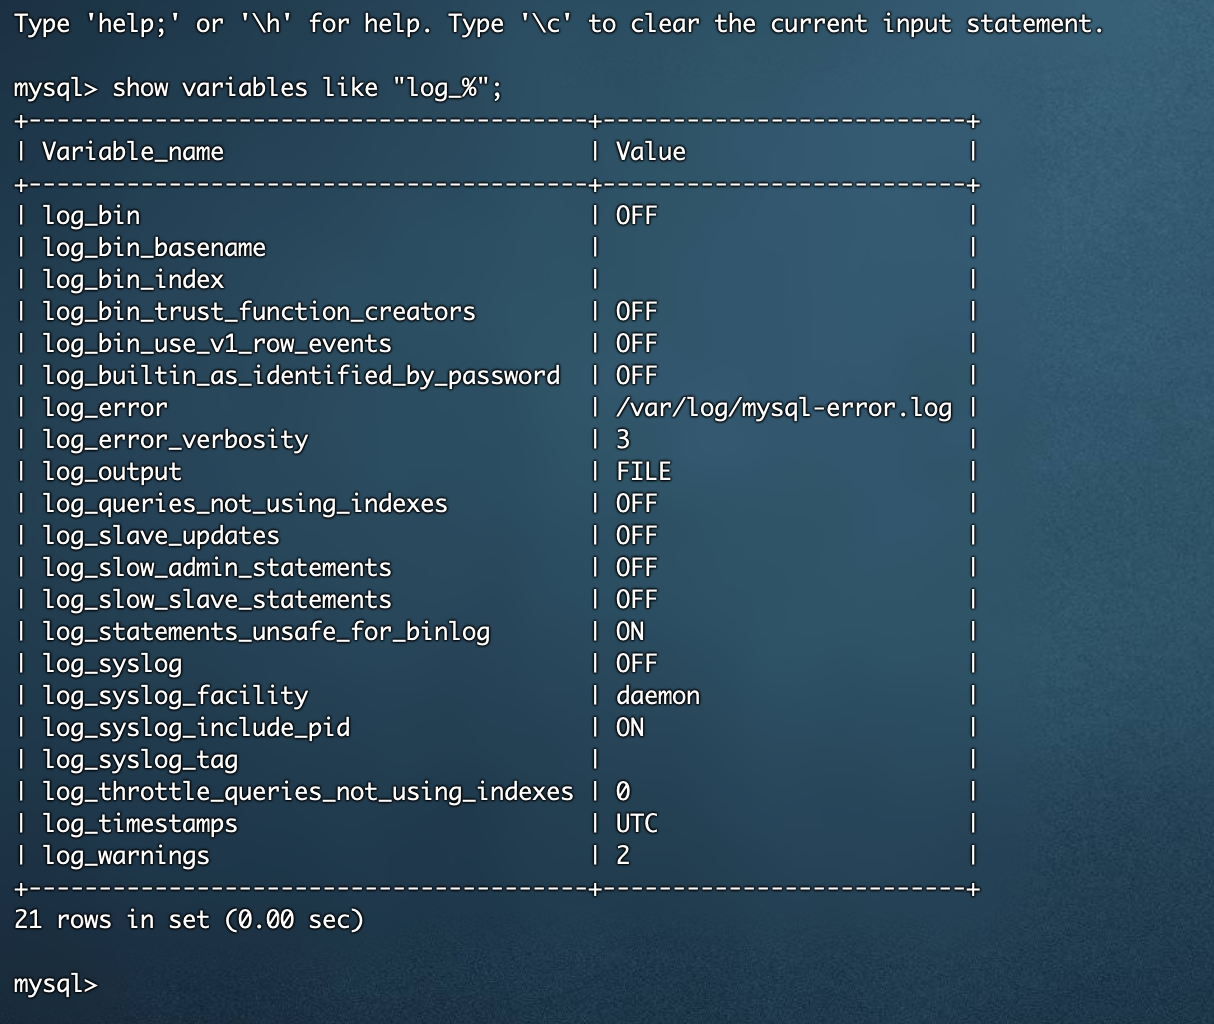 Type 'help;' or '\h' for help. Type '\c' to clear the current input statement.
mysql> show variables like "log_%";
+----------------------------------------+--------------------------+
| Variable_name                          | Value                    |
+----------------------------------------+--------------------------+
| log_bin                                | OFF                      |
| log_bin_basename                       |                          |
| log_bin_index                          |                          |
| log_bin_trust_function_creators        | OFF                      |
| log_bin_use_v1_row_events              | OFF                      |
| log_builtin_as_identified_by_password  | OFF                      |
| log_error                              | /var/log/mysql-error.log |
| log_error_verbosity                    | 3                        |
| log_output                             | FILE                     |
| log_queries_not_using_indexes          | OFF                      |
| log_slave_updates                      | OFF                      |
| log_slow_admin_statements              | OFF                      |
| log_slow_slave_statements              | OFF                      |
| log_statements_unsafe_for_binlog       | ON                       |
| log_syslog                             | OFF                      |
| log_syslog_facility                    | daemon                   |
| log_syslog_include_pid                 | ON                       |
| log_syslog_tag                         |                          |
| log_throttle_queries_not_using_indexes | 0                        |
| log_timestamps                         | UTC                      |
| log_warnings                           | 2                        |
+----------------------------------------+--------------------------+
21 rows in set (0.00 sec)
mysql>